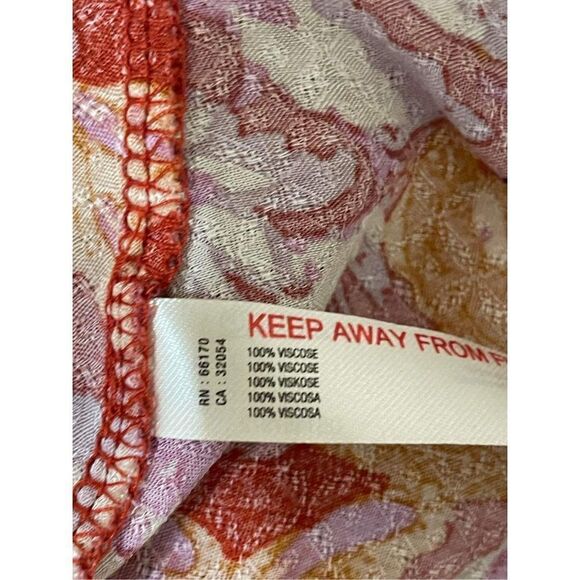 KEEP AWAY FROM
100% VISCOSE
100% VISCOSE
100% VISKOSE
100% VISCOSA
100% VISCOSA
RN : 66170
CA : 32054